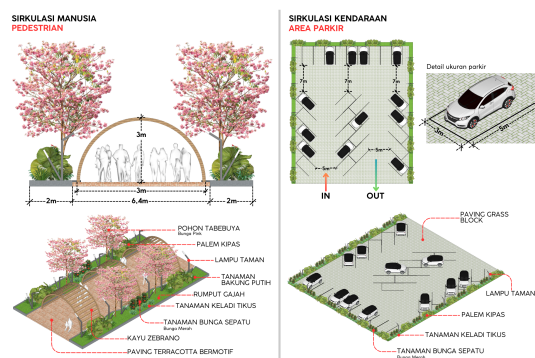 SIRKULASI MANUSIA
PEDESTRIAN
3m
3m
2m
6,4m
2m
POHON TABEBUYA
Bunga Pink
PALEM KIPAS
LAMPU TAMAN
TANAMAN
BAKUNG PUTIH
RUMPUT GAJAH
TANAMAN KELADI TIKUS
TANAMAN BUNGA SEPATU
Bunga Merah
KAYU ZEBRANO
PAVING TERRACOTTA BERMOTIF
SIRKULASI KENDARAAN
AREA PARKIR
7m
7m
7m
5m
5m
IN
OUT
Detail ukuran parkir
3m
5m
PAVING GRASS
BLOCK
LAMPU TAMAN
PALEM KIPAS
TANAMAN KELADI TIKUS
TANAMAN BUNGA SEPATU
Bunga Merah